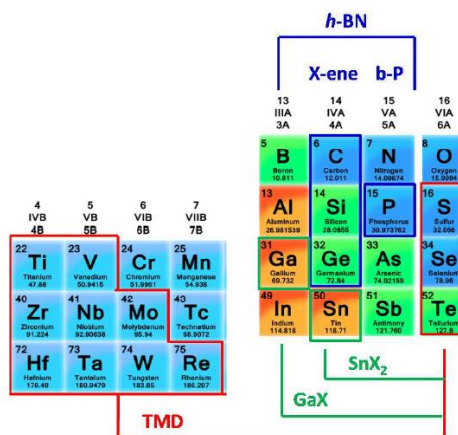 h-BN
X-ene b-P
13 14 15 16
IIIA IVA VA VIA
3A 4A 5A 6A
5 6 7 8
B C N O
Boron Carbon Nitrogen Oxygen
10.811 12.011 14.00674 15.9994
13 14 15 16
Al Si P S
Aluminum Silicon Phosphorus Sulfur
26.981539 28.0855 30.973762 32.066
4 5 6 7
IVB VB VIB VIIB
4B 5B 6B 7B
22 23 24 25
Ti V Cr Mn
Titanium Vanadium Chromium Manganese
47.88 50.9415 51.9961 54.938
31 32 33 34
Ga Ge As Se
Gallium Germanium Arsenic Selenium
69.732 72.64 74.92159 78.96
40 41 42 43
Zr Nb Mo Tc
Zirconium Niobium Molybdenum Technetium
91.224 92.90638 95.94 98.9072
49 50 51 52
In Sn Sb Te
Indium Tin Antimony Tellurium
114.818 118.71 121.760 127.6
72 73 74 75
Hf Ta W Re
Hafnium Tantalum Tungsten Rhenium
178.49 180.9479 183.85 186.207
SnX2
GaX
TMD